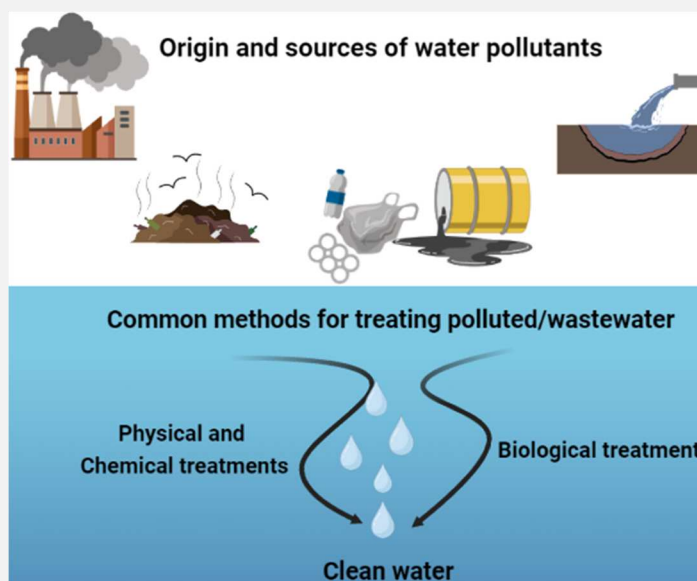 Origin and sources of water pollutants
Common methods for treating polluted/wastewater
Physical and
Chemical treatments
Biological treatment
Clean water